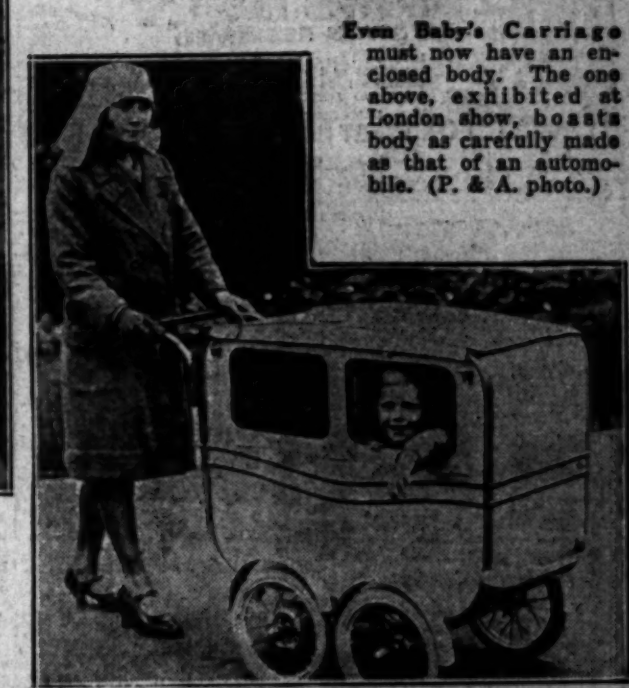 Even Baby's Carriage
must now have an en-
closed body. The one
above, exhibited at
London show, boasts
body as carefully made
as that of an automo-
bile. (P. & A. photo.)